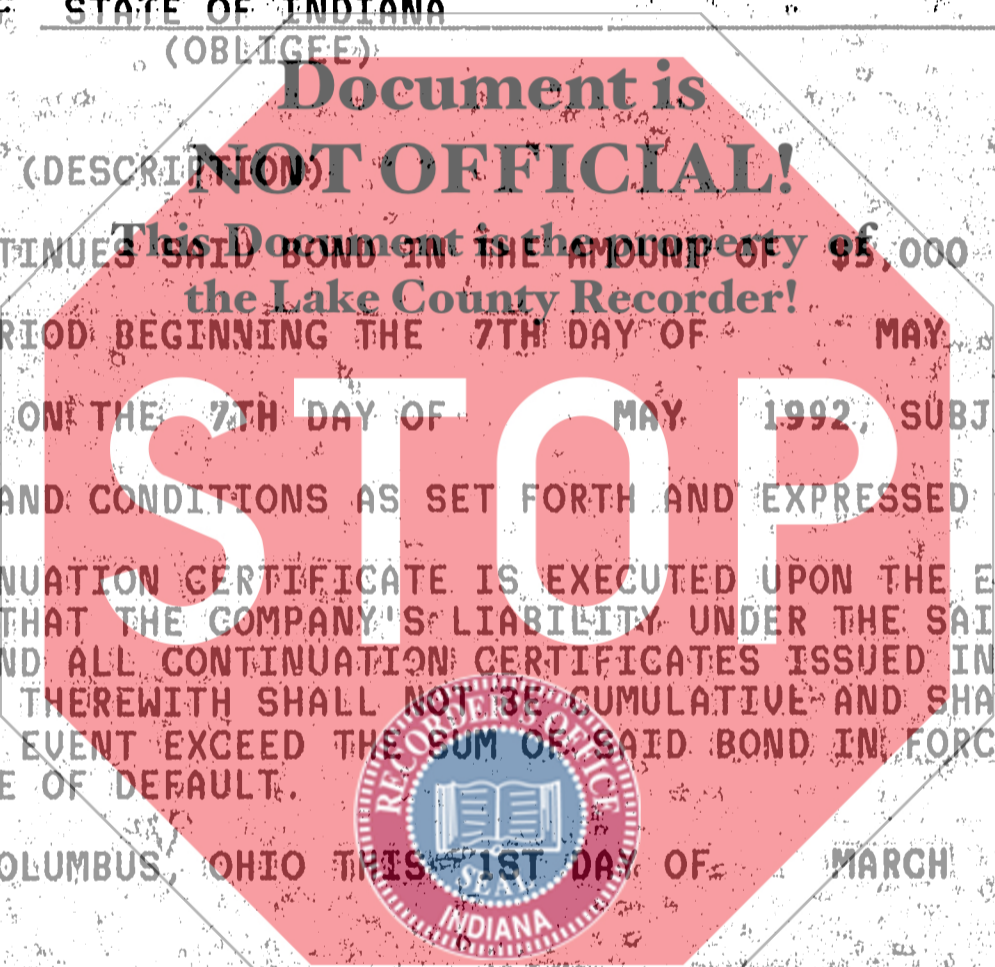 STATE OF INDIANA
(OBLIGEE)
Document is
NOT OFFICIAL!
(DESCRIPTION)
This Document is the property of
TINUES SAID BOND IN THE AMOUNT OF $5,000
the Lake County Recorder!
RIOD BEGINNING THE 7TH DAY OF MAY
STOP
ON THE 7TH DAY OF MAY 1992, SUBJ
AND CONDITIONS AS SET FORTH AND EXPRESSED
NUATION CERTIFICATE IS EXECUTED UPON THE E
THAT THE COMPANY'S LIABILITY UNDER THE SAI
ND ALL CONTINUATION CERTIFICATES ISSUED IN
THEREWITH SHALL NOT BE CUMULATIVE AND SHA
EVENT EXCEED THE SUM OF SAID BOND IN FORC
E OF DEFAULT.
RECORDER'S OFFICE
SEAL
INDIANA
OLUMBUS, OHIO THIS 1ST DAY OF MARCH